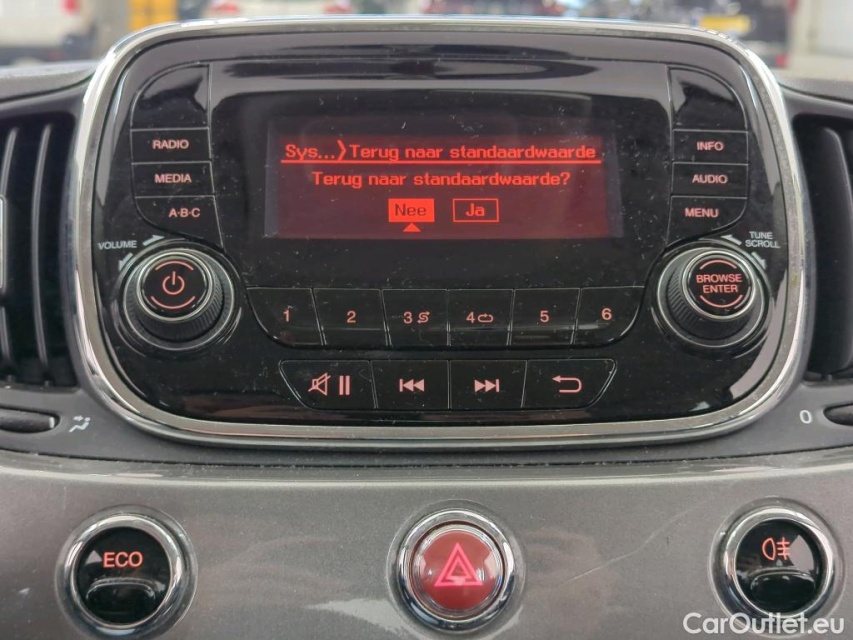 Sys...〉Terug naar standaardwaarde
Terug naar standaardwaarde?
Nee Ja
RADIO
MEDIA
A-B-C
INFO
AUDIO
MENU
VOLUME
TUNE
SCROLL
BROWSE
ENTER
1 2 3 4 5 6
0
ECO
CarOutlet.eu